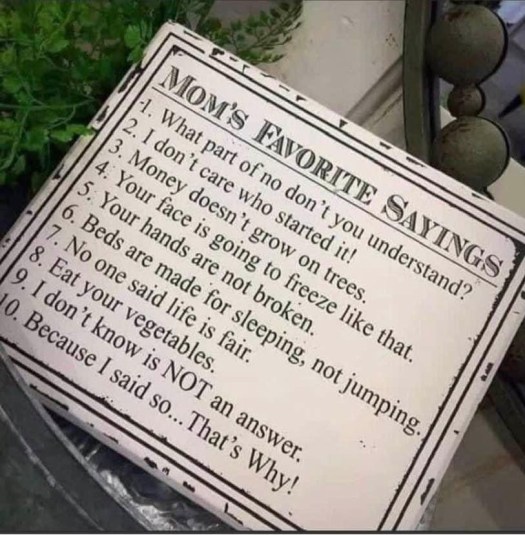 MOM'S FAVORITE SAYINGS
1. What part of no don't you understand?
2. I don't care who started it!
3. Money doesn't grow on trees.
4. Your face is going to freeze like that.
5. Your hands are not broken.
6. Beds are made for sleeping, not jumping.
7. No one said life is fair.
8. Eat your vegetables.
9. I don't know is NOT an answer.
10. Because I said so... That's Why!